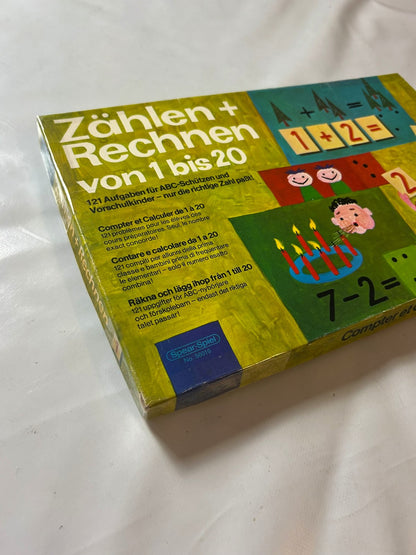 Zählen +
Rechnen
von 1 bis 20
121 Aufgaben für ABC-Schützen und
Vorschulkinder – nur die richtige Zahl paßt!
Compter et Calculer de 1 à 20
121 problèmes pour les élèves des
cours préparatoires. Seul, le nombre
exact concorde!
Contare e calcolare da 1 a 20
121 compiti per alunni della prima
classe e bambini prima di frequentare
le elementari – solo il numero esatto
combina!
Räkna och lägg ihop från 1 till 20
121 uppgifter för ABC-nybörjare
och förskolebarn – endast det riktiga
talet passar!
Spear-Spiel
+ =
1 + 2 =
7-2=
Compter et